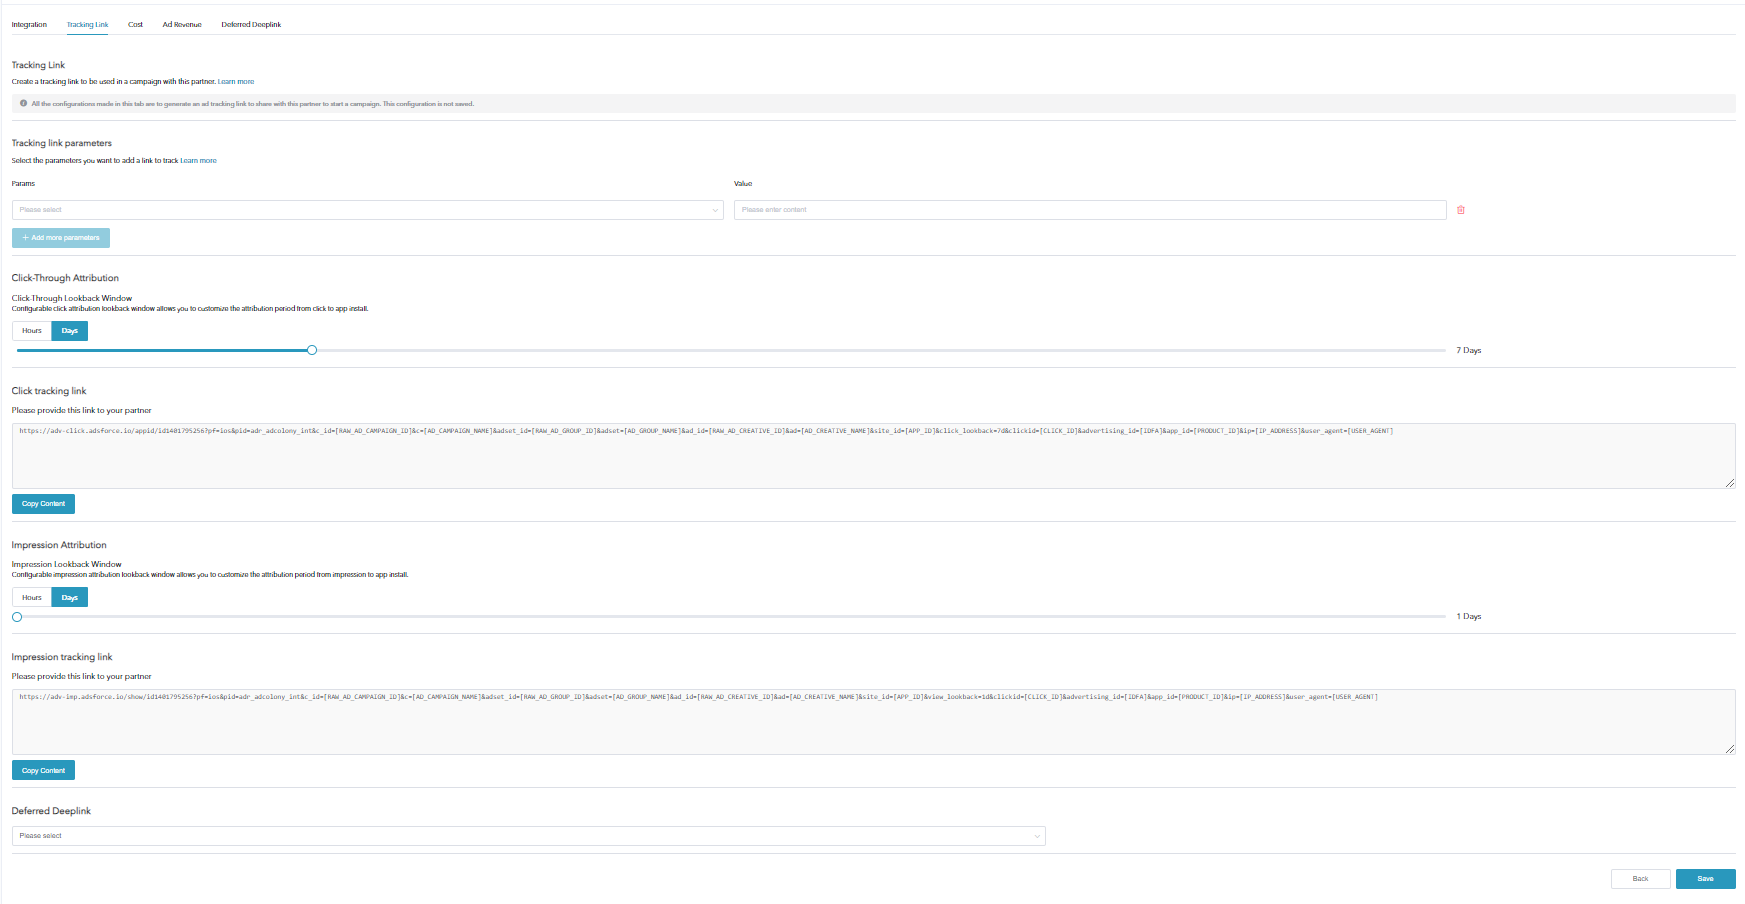 Integration Tracking Link Cost Ad Revenue Deferred Deeplink
Tracking Link
Create a tracking link to be used in a campaign with this partner. Learn more
All the configurations made in this tab are to generate an ad tracking link to share with this partner to start a campaign. This configuration is not saved.
Tracking link parameters
Select the parameters you want to add a link to track Learn more
Params Value
Please select Please enter content
+ Add more parameters
Click-Through Attribution
Click-Through Lookback Window
Configurable click attribution lookback window allows you to customize the attribution period from click to app install.
Hours Days
7 Days
Click tracking link
Please provide this link to your partner
https://adv-click.adsforce.io/appid/id1401795256?pf=ios&pid=adr_adcolony_int&c_id=[RAW_AD_CAMPAIGN_ID]&c=[AD_CAMPAIGN_NAME]&adset_id=[RAW_AD_GROUP_ID]&adset=[AD_GROUP_NAME]&ad_id=[RAW_AD_CREATIVE_ID]&ad=[AD_CREATIVE_NAME]&site_id=[APP_ID]&click_lookback=7d&clickid=[CLICK_ID]&advertising_id=[IDFA]&app_id=[PRODUCT_ID]&ip=[IP_ADDRESS]&user_agent=[USER_AGENT]
Copy Content
Impression Attribution
Impression Lookback Window
Configurable impression attribution lookback window allows you to customize the attribution period from impression to app install.
Hours Days
1 Days
Impression tracking link
Please provide this link to your partner
https://adv-imp.adsforce.io/show/id1401795256?pf=ios&pid=adr_adcolony_int&c_id=[RAW_AD_CAMPAIGN_ID]&c=[AD_CAMPAIGN_NAME]&adset_id=[RAW_AD_GROUP_ID]&adset=[AD_GROUP_NAME]&ad_id=[RAW_AD_CREATIVE_ID]&ad=[AD_CREATIVE_NAME]&site_id=[APP_ID]&view_lookback=1d&clickid=[CLICK_ID]&advertising_id=[IDFA]&app_id=[PRODUCT_ID]&ip=[IP_ADDRESS]&user_agent=[USER_AGENT]
Copy Content
Deferred Deeplink
Please select
Back Save